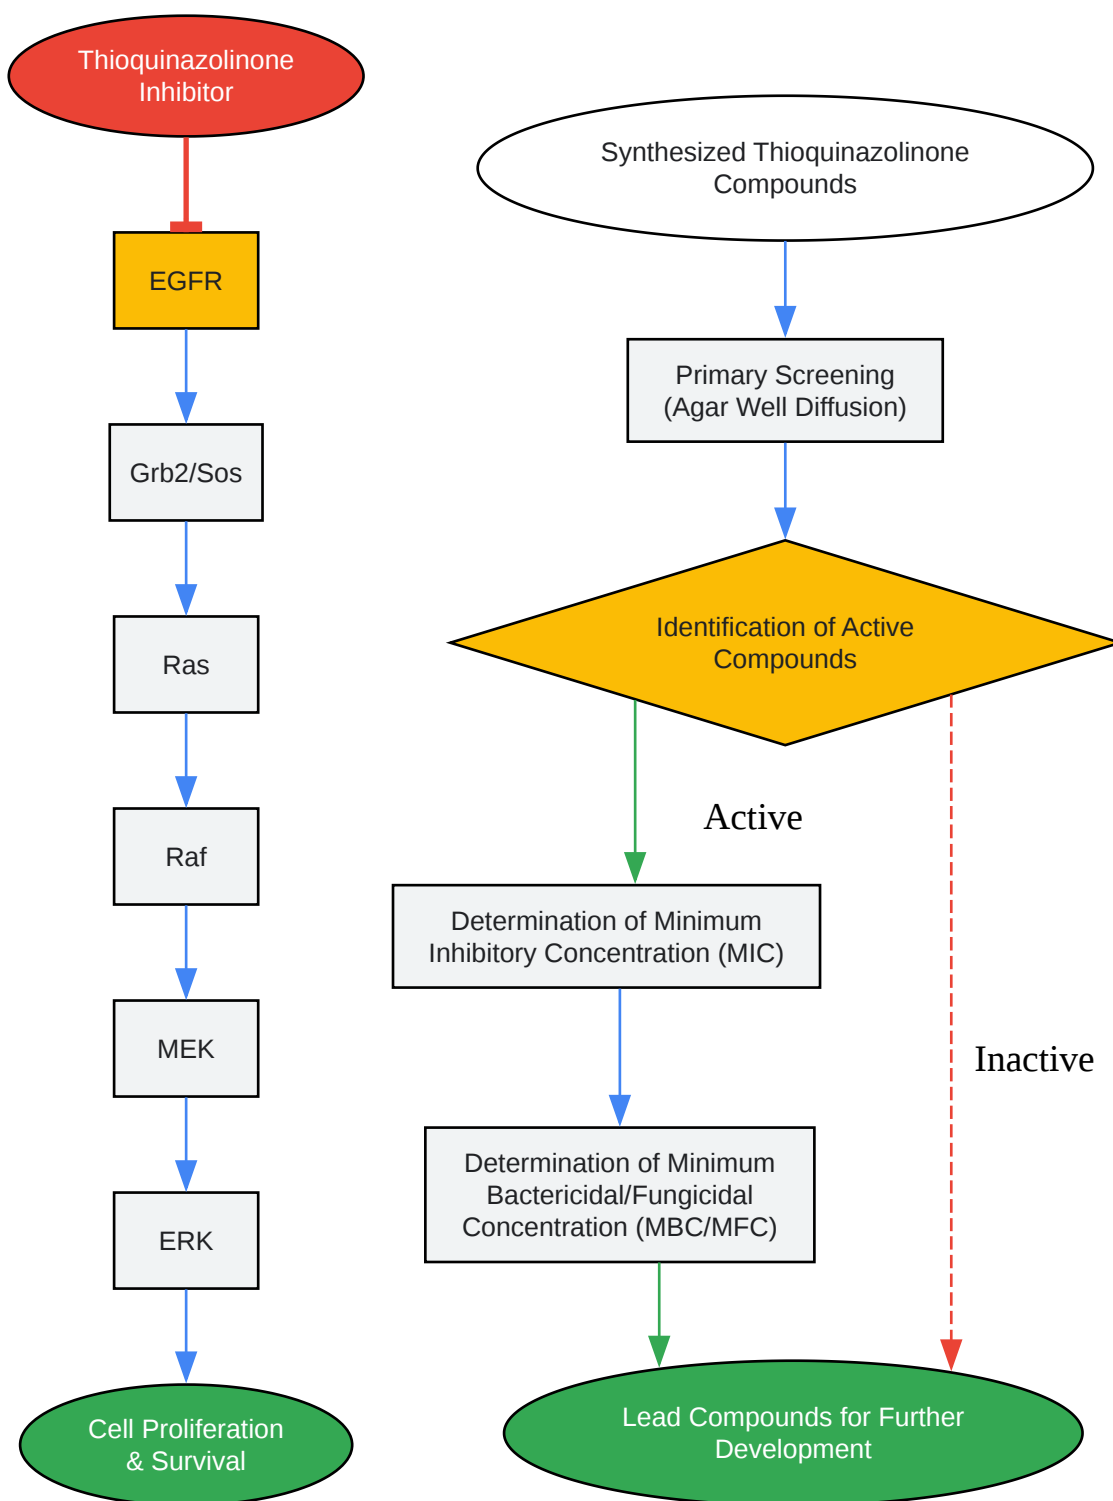 Thioquinazolinone
Inhibitor
EGFR
Grb2/Sos
Ras
Raf
MEK
ERK
Cell Proliferation
& Survival
Synthesized Thioquinazolinone
Compounds
Primary Screening
(Agar Well Diffusion)
Identification of Active
Compounds
Active
Inactive
Determination of Minimum
Inhibitory Concentration (MIC)
Determination of Minimum
Bactericidal/Fungicidal
Concentration (MBC/MFC)
Lead Compounds for Further
Development